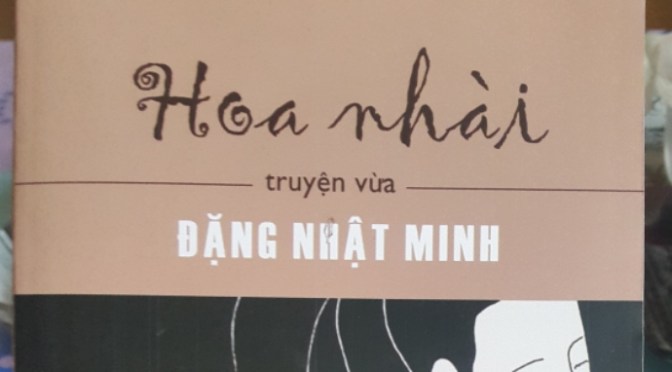 Hoa nhài
truyện vừa
ĐẶNG NHẬT MINH